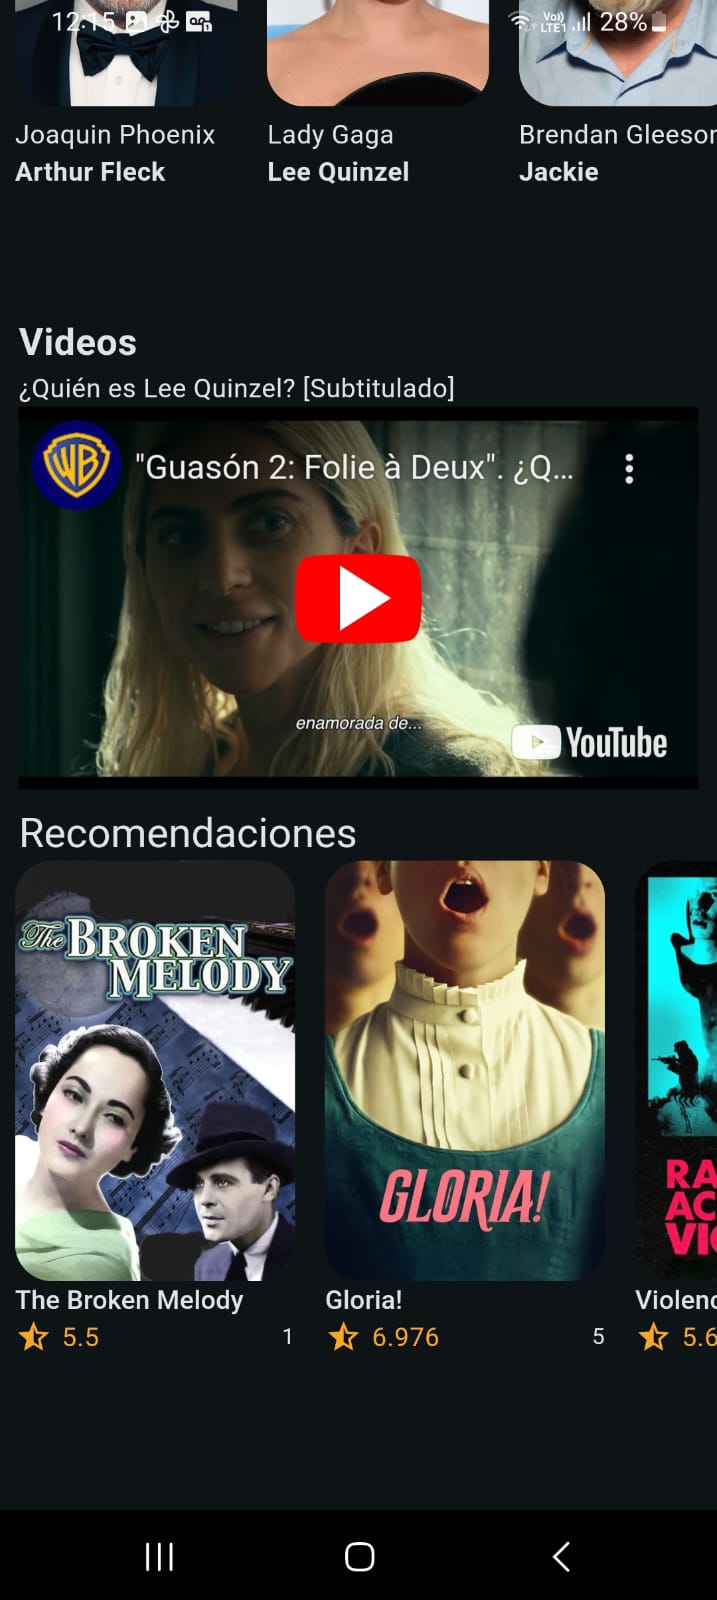 12:15
Vo))
LTE1
28%
Joaquin Phoenix
Arthur Fleck
Lady Gaga
Lee Quinzel
Brendan Gleeson
Jackie
Videos
¿Quién es Lee Quinzel? [Subtitulado]
WB
"Guasón 2: Folie à Deux". ¿Q...
enamorada de...
YouTube
Recomendaciones
The BROKEN
MELODY
GLORIA!
RA
AC
VIO
The Broken Melody
5.5
1
Gloria!
6.976
5
Violenc
5.6